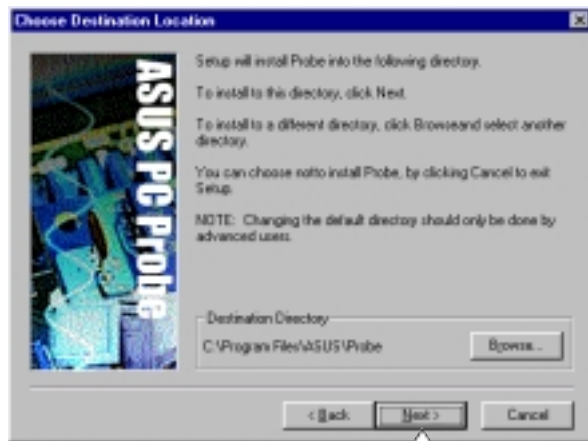 Choose Destination Location
ASUS PC Probe
Setup will install Probe into the following directory.
To install to this directory, click Next.
To install to a different directory, click Browseand select another
directory.
You can choose notto install Probe, by clicking Cancel to exit
Setup.
NOTE: Changing the default directory should only be done by
advanced users.
Destination Directory
C:\Program Files\ASUS\Probe
Browse...
< Back
Next >
Cancel